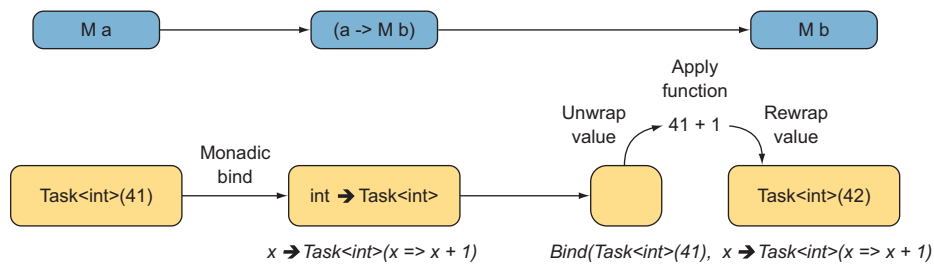 M a
(a -> M b)
M b
Apply
function
Unwrap
value
41 + 1
Rewrap
value
Monadic
bind
Task<int>(41)
int ➔ Task<int>
Task<int>(42)
x ➔ Task<int>(x => x + 1)
Bind(Task<int>(41), x ➔ Task<int>(x => x + 1)